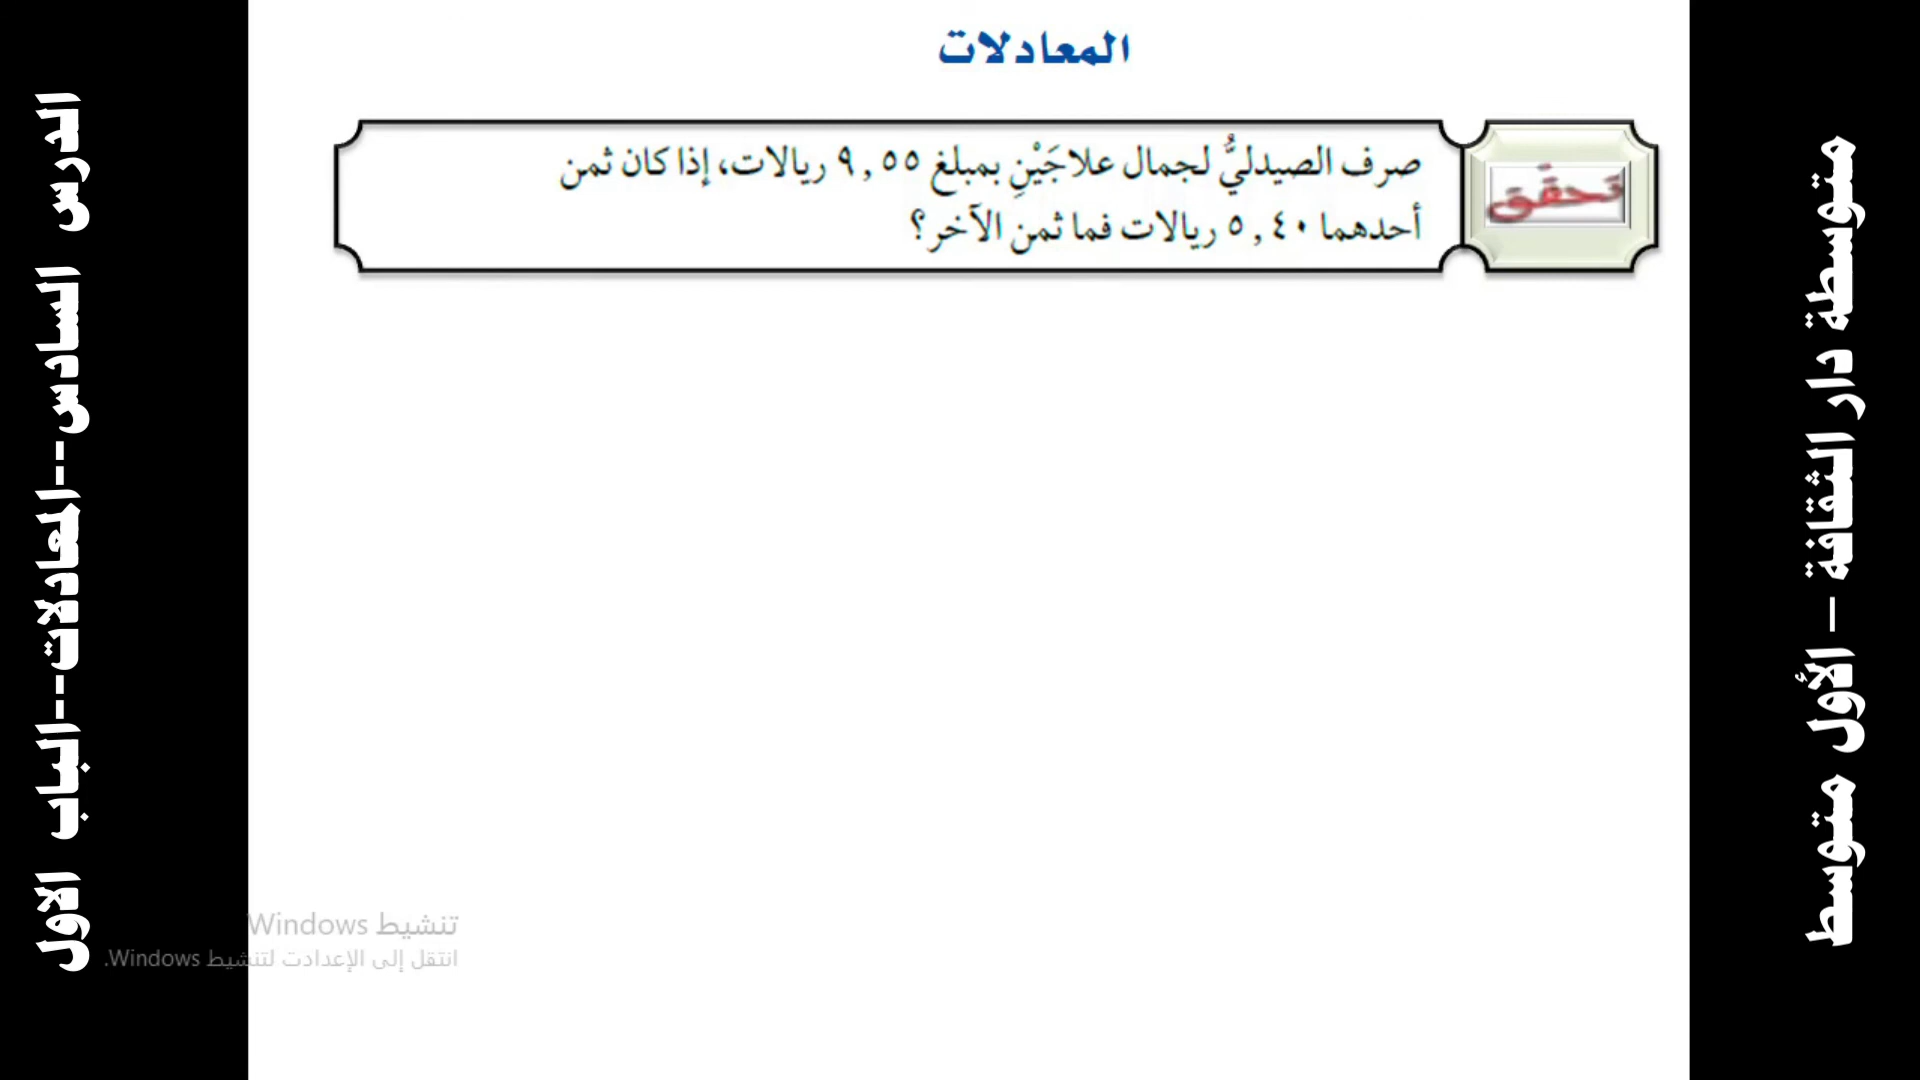 المعادلات
تحقق
صرف الصيدليُّ لجمال علاجَيْنِ بمبلغ ٩,٥٥ ريالات، إذا كان ثمن
أحدهما ٥,٤٠ ريالات فما ثمن الآخر؟
متوسطة دار الثقافة – الأول متوسط
الدرس السادس--المعادلات--الباب الاول
تنشيط Windows
انتقل إلى الإعدادت لتنشيط Windows.